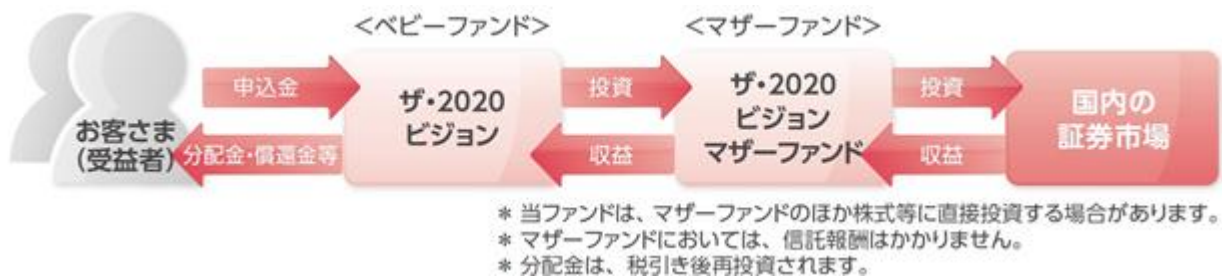 <ベビーファンド>
<マザーファンド>
お客さま
(受益者)
申込金
分配金・償還金等
ザ・2020
ビジョン
投資
収益
ザ・2020
ビジョン
マザーファンド
投資
収益
国内の
証券市場
* 当ファンドは、マザーファンドのほか株式等に直接投資する場合があります。
* マザーファンドにおいては、信託報酬はかかりません。
* 分配金は、税引き後再投資されます。